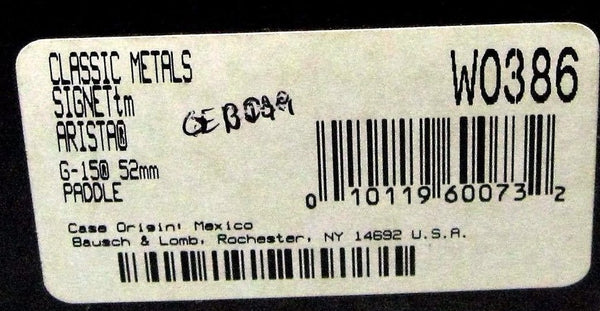 CLASSIC METALS
SIGNETtm
ARISTA®
G-15® 52mm
PADDLE
W0386
0 10119 60073 2
Case Origin: Mexico
Bausch & Lomb, Rochester, NY 14692 U.S.A.